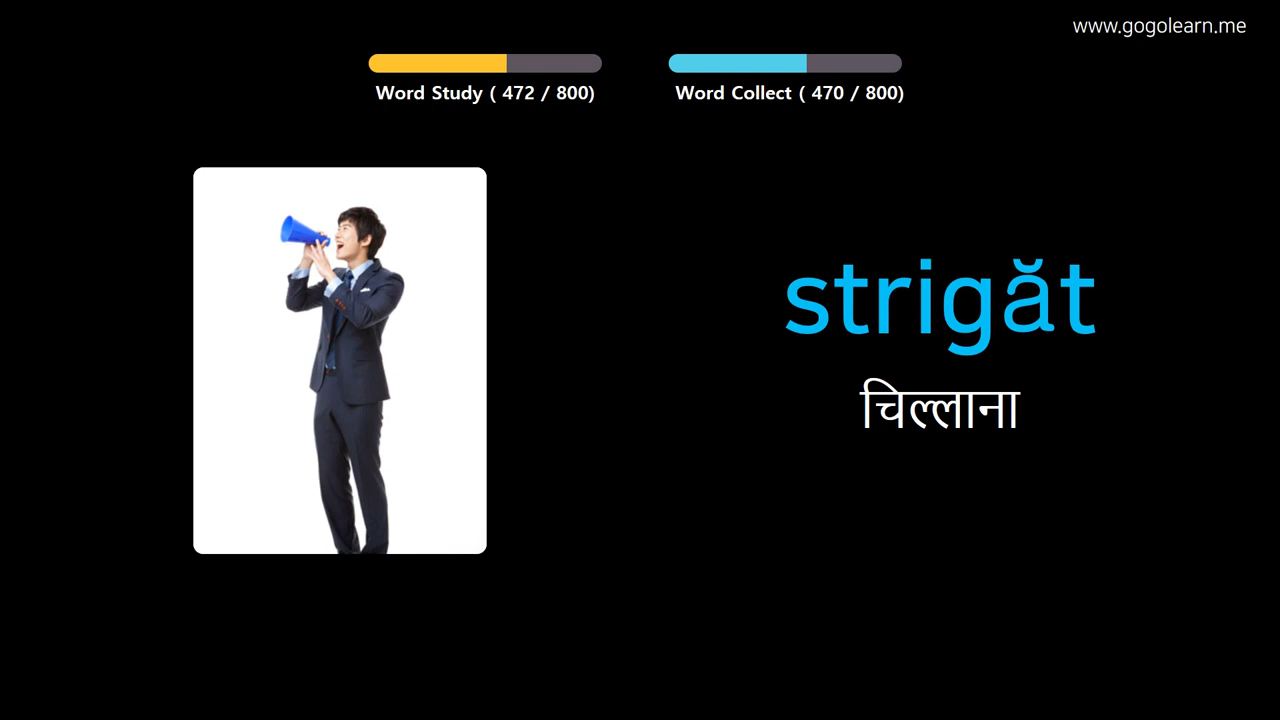 www.gogolearn.me
Word Study ( 472 / 800)
Word Collect ( 470 / 800)
strigăt
चिल्लाना